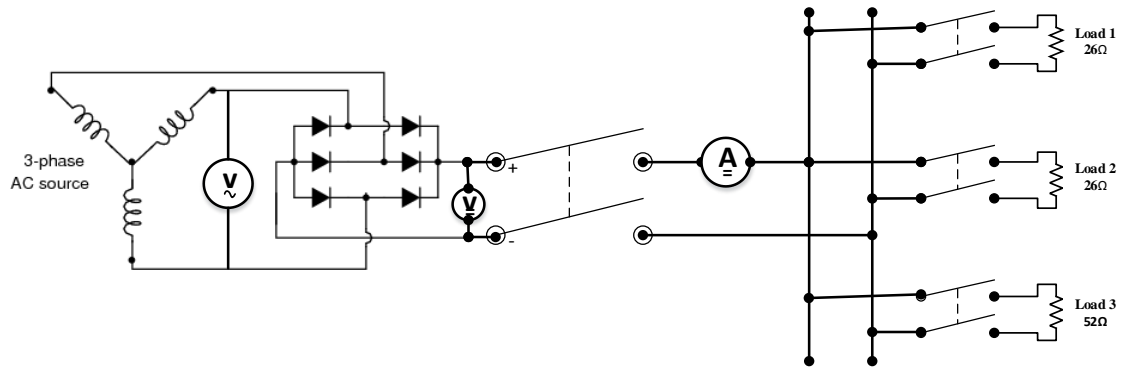 Load 1
26Ω
3-phase
AC source
V
~
V
=
+
-
A
=
Load 2
26Ω
Load 3
52Ω